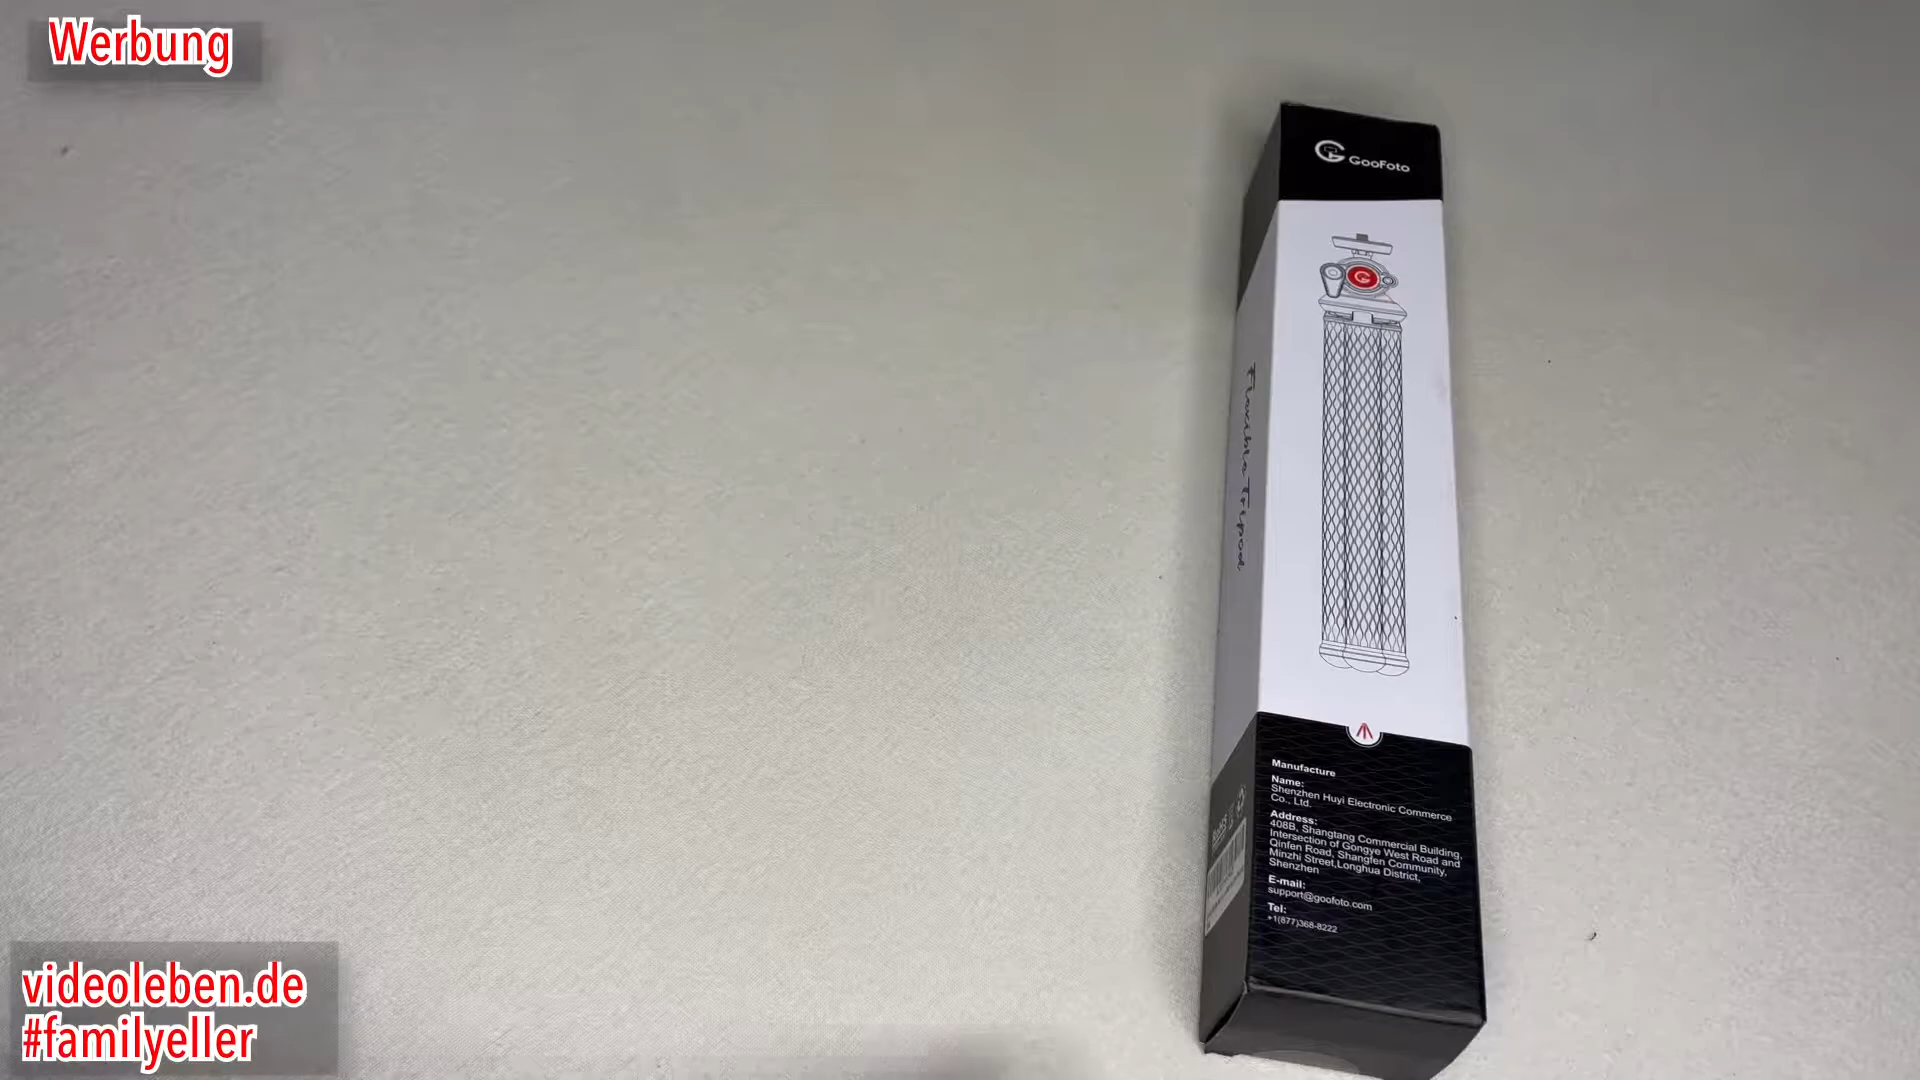 Werbung
GooFoto
Flexible Tripod
Manufacture
Name:
Shenzhen Huyi Electronic Commerce
Co., Ltd.
Address:
408B, Shangtang Commercial Building,
Intersection of Gongye West Road and
Qinfen Road, Shangfen Community,
Minzhi Street,Longhua District,
Shenzhen
E-mail:
support@goofoto.com
Tel:
+1(877)368-8222
RoHS
videoleben.de
#familyeller